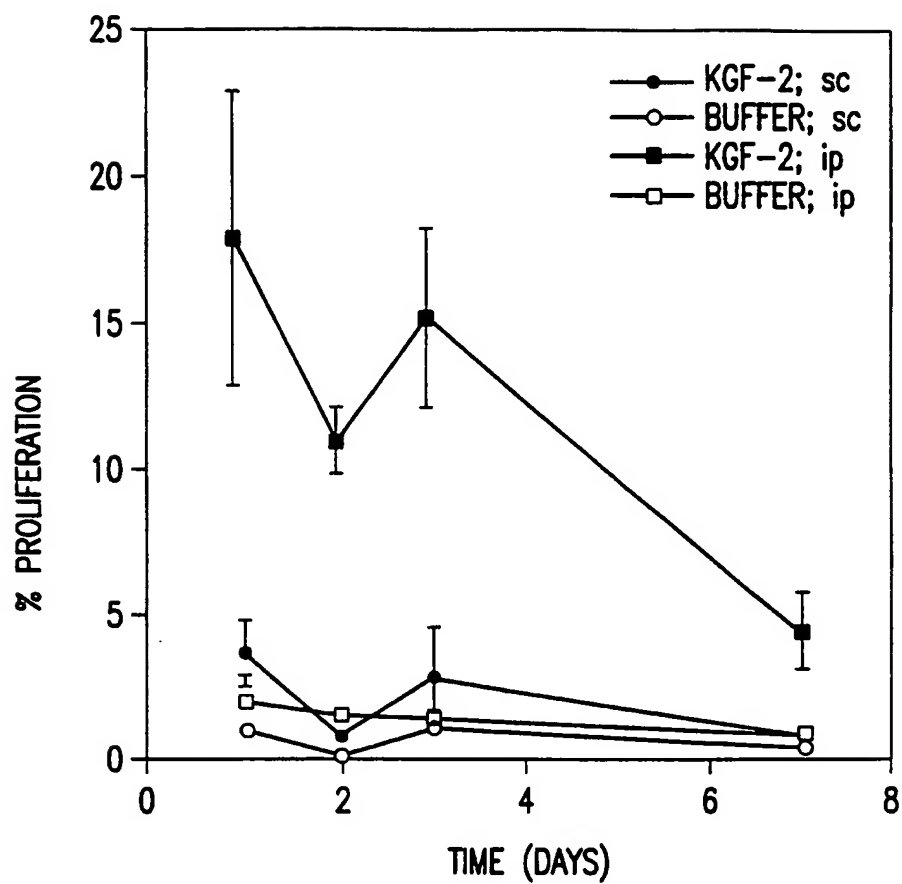 25
20
15
10
5
0
% PROLIFERATION
KGF-2; sc
BUFFER; sc
KGF-2; ip
BUFFER; ip
0 2 4 6 8
TIME (DAYS)